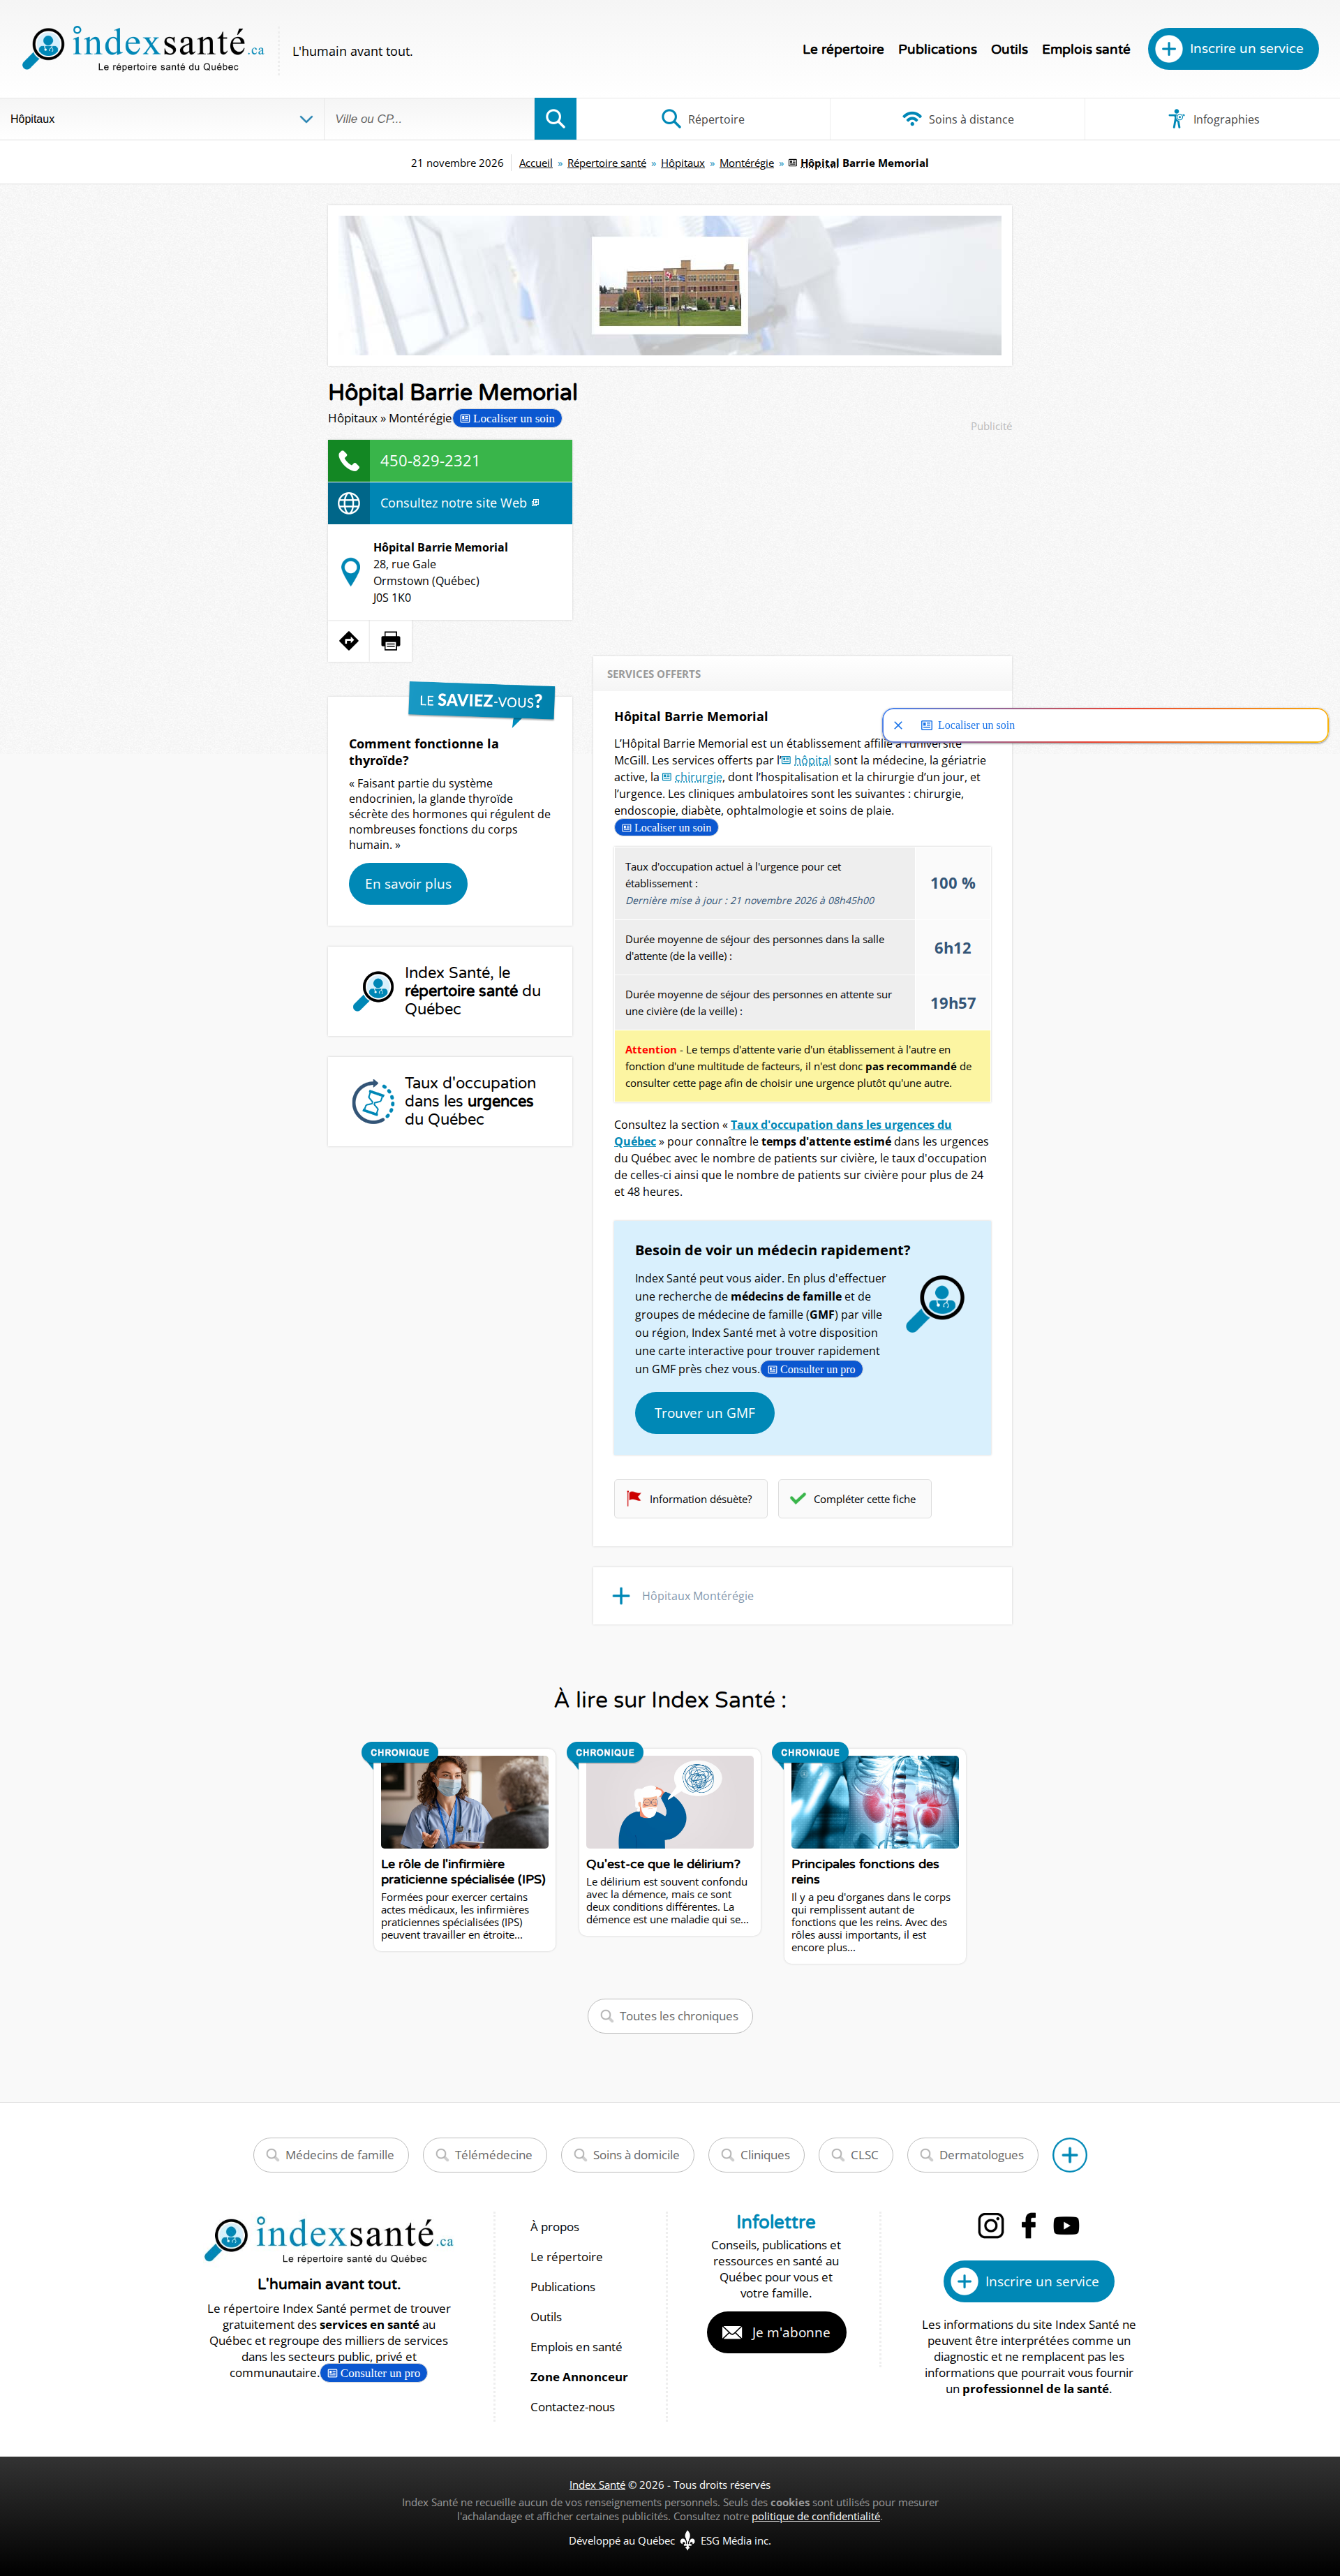 indexsanté.ca
Le répertoire santé du Québec
L'humain avant tout.
Le répertoire
Publications
Outils
Emplois santé
Inscrire un service
Hôpitaux
Ville ou CP...
Répertoire
Soins à distance
Infographies
21 novembre 2026
Accueil » Répertoire santé » Hôpitaux » Montérégie » Hôpital Barrie Memorial
Hôpital Barrie Memorial
Hôpitaux » Montérégie Localiser un soin
Publicité
450-829-2321
Consultez notre site Web
Hôpital Barrie Memorial
28, rue Gale
Ormstown (Québec)
J0S 1K0
LE SAVIEZ-VOUS?
Comment fonctionne la
thyroïde?
« Faisant partie du système
endocrinien, la glande thyroïde
sécrète des hormones qui régulent de
nombreuses fonctions du corps
humain. »
En savoir plus
Index Santé, le
répertoire santé du
Québec
Taux d'occupation
dans les urgences
du Québec
SERVICES OFFERTS
Hôpital Barrie Memorial
Localiser un soin
L’Hôpital Barrie Memorial est un établissement affilié à l’université
McGill. Les services offerts par l’ hôpital sont la médecine, la gériatrie
active, la chirurgie, dont l’hospitalisation et la chirurgie d’un jour, et
l’urgence. Les cliniques ambulatoires sont les suivantes : chirurgie,
endoscopie, diabète, ophtalmologie et soins de plaie.
Localiser un soin
Taux d'occupation actuel à l'urgence pour cet
établissement :
Dernière mise à jour : 21 novembre 2026 à 08h45h00
100 %
Durée moyenne de séjour des personnes dans la salle
d'attente (de la veille) :
6h12
Durée moyenne de séjour des personnes en attente sur
une civière (de la veille) :
19h57
Attention - Le temps d'attente varie d'un établissement à l'autre en
fonction d'une multitude de facteurs, il n'est donc pas recommandé de
consulter cette page afin de choisir une urgence plutôt qu'une autre.
Consultez la section « Taux d'occupation dans les urgences du
Québec » pour connaître le temps d'attente estimé dans les urgences
du Québec avec le nombre de patients sur civière, le taux d'occupation
de celles-ci ainsi que le nombre de patients sur civière pour plus de 24
et 48 heures.
Besoin de voir un médecin rapidement?
Index Santé peut vous aider. En plus d'effectuer
une recherche de médecins de famille et de
groupes de médecine de famille (GMF) par ville
ou région, Index Santé met à votre disposition
une carte interactive pour trouver rapidement
un GMF près chez vous. Consulter un pro
Trouver un GMF
Information désuète?
Compléter cette fiche
Hôpitaux Montérégie
À lire sur Index Santé :
CHRONIQUE
Le rôle de l'infirmière
praticienne spécialisée (IPS)
Formées pour exercer certains
actes médicaux, les infirmières
praticiennes spécialisées (IPS)
peuvent travailler en étroite...
CHRONIQUE
Qu'est-ce que le délirium?
Le délirium est souvent confondu
avec la démence, mais ce sont
deux conditions différentes. La
démence est une maladie qui se...
CHRONIQUE
Principales fonctions des
reins
Il y a peu d'organes dans le corps
qui remplissent autant de
fonctions que les reins. Avec des
rôles aussi importants, il est
encore plus...
Toutes les chroniques
Médecins de famille
Télémédecine
Soins à domicile
Cliniques
CLSC
Dermatologues
indexsanté.ca
Le répertoire santé du Québec
L'humain avant tout.
Le répertoire Index Santé permet de trouver
gratuitement des services en santé au
Québec et regroupe des milliers de services
dans les secteurs public, privé et
communautaire. Consulter un pro
À propos
Le répertoire
Publications
Outils
Emplois en santé
Zone Annonceur
Contactez-nous
Infolettre
Conseils, publications et
ressources en santé au
Québec pour vous et
votre famille.
Je m'abonne
Inscrire un service
Les informations du site Index Santé ne
peuvent être interprétées comme un
diagnostic et ne remplacent pas les
informations que pourrait vous fournir
un professionnel de la santé.
Index Santé © 2026 - Tous droits réservés
Index Santé ne recueille aucun de vos renseignements personnels. Seuls des cookies sont utilisés pour mesurer
l'achalandage et afficher certaines publicités. Consultez notre politique de confidentialité.
Développé au Québec ESG Média inc.